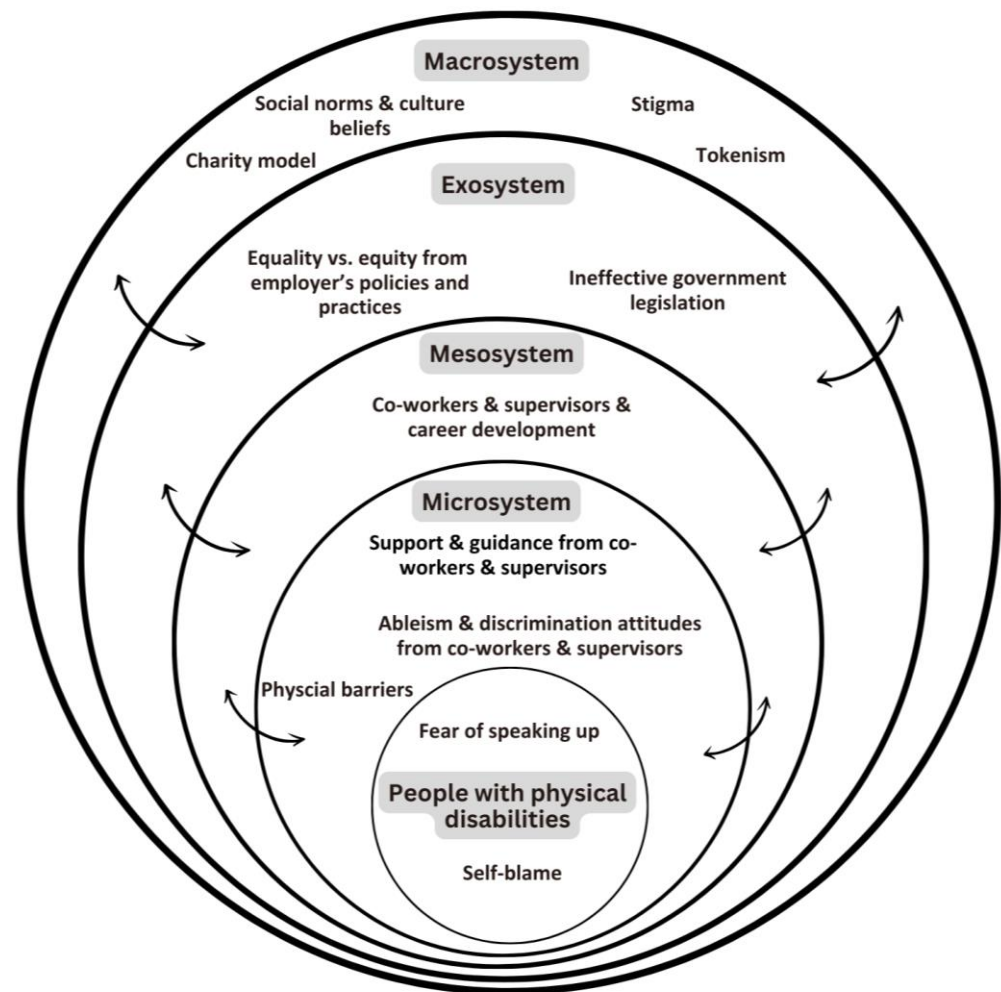 Macrosystem
Social norms & culture
beliefs
Stigma
Charity model
Tokenism
Exosystem
Equality vs. equity from
employer's policies and
practices
Ineffective government
legislation
Mesosystem
Co-workers & supervisors &
career development
Microsystem
Support & guidance from co-
workers & supervisors
Ableism & discrimination attitudes
from co-workers & supervisors
Physcial barriers
Fear of speaking up
People with physical
disabilities
Self-blame